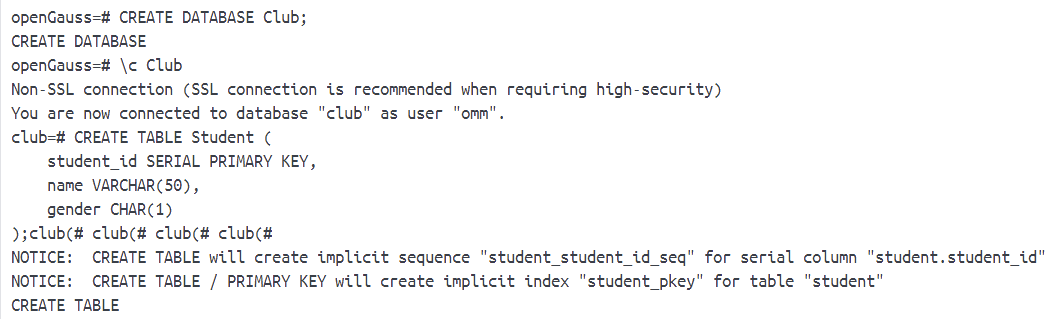 openGauss=# CREATE DATABASE Club;
CREATE DATABASE
openGauss=# \c Club
Non-SSL connection (SSL connection is recommended when requiring high-security)
You are now connected to database "club" as user "omm".
club=# CREATE TABLE Student (
    student_id SERIAL PRIMARY KEY,
    name VARCHAR(50),
    gender CHAR(1)
);club(# club(# club(# club(#
NOTICE:  CREATE TABLE will create implicit sequence "student_student_id_seq" for serial column "student.student_id"
NOTICE:  CREATE TABLE / PRIMARY KEY will create implicit index "student_pkey" for table "student"
CREATE TABLE